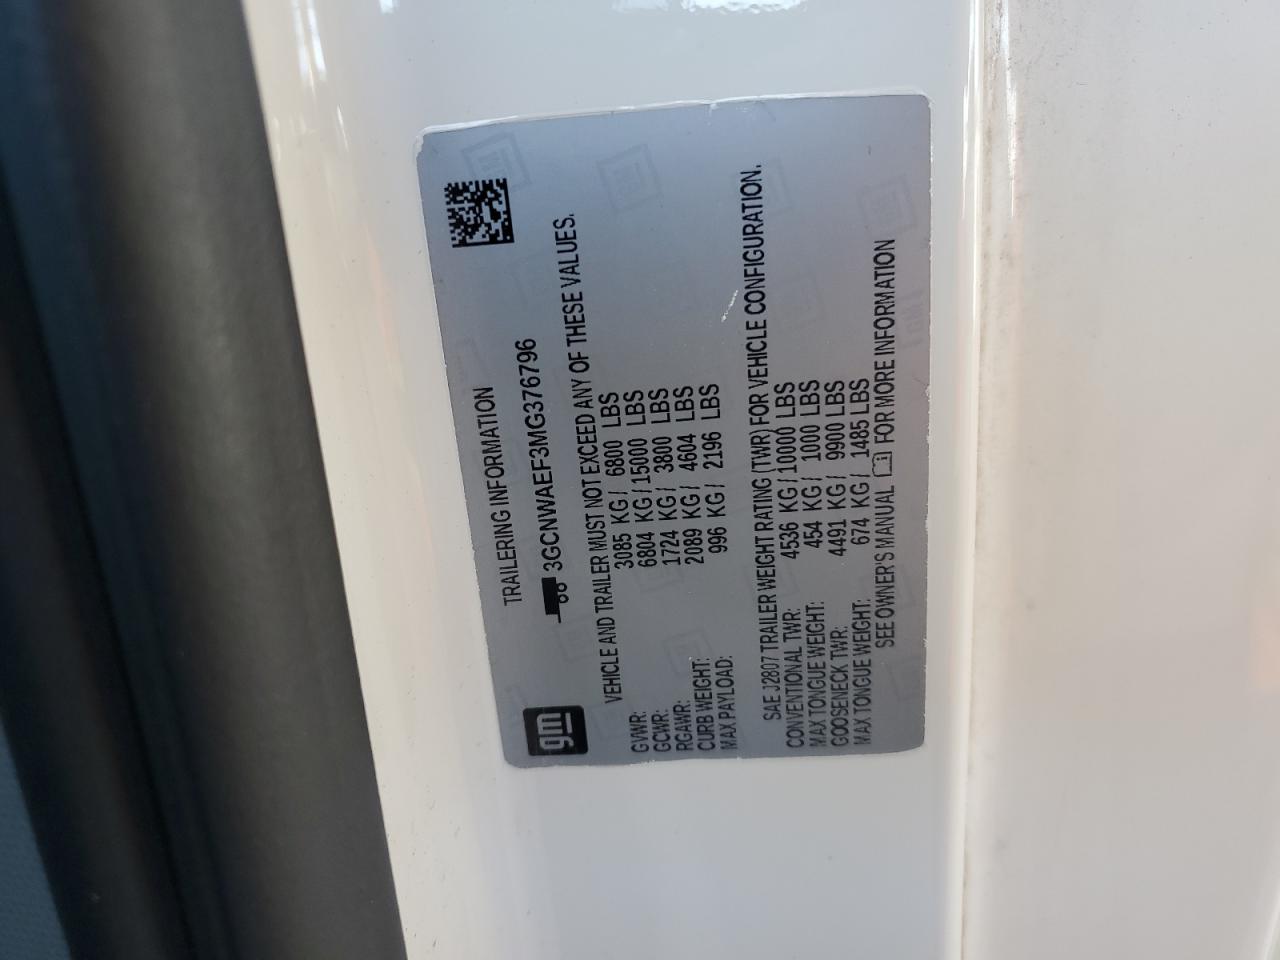 gm
TRAILERING INFORMATION
3GCNWAEF3MG376796
VEHICLE AND TRAILER MUST NOT EXCEED ANY OF THESE VALUES.
GVWR: 3085 KG / 6800 LBS
GCWR: 6804 KG / 15000 LBS
RGAWR: 1724 KG / 3800 LBS
CURB WEIGHT: 2089 KG / 4604 LBS
MAX PAYLOAD: 996 KG / 2196 LBS
SAE J2807 TRAILER WEIGHT RATING (TWR) FOR VEHICLE CONFIGURATION.
CONVENTIONAL TWR: 4536 KG / 10000 LBS
MAX TONGUE WEIGHT: 454 KG / 1000 LBS
GOOSENECK TWR: 4491 KG / 9900 LBS
MAX TONGUE WEIGHT: 674 KG / 1485 LBS
SEE OWNER'S MANUAL FOR MORE INFORMATION